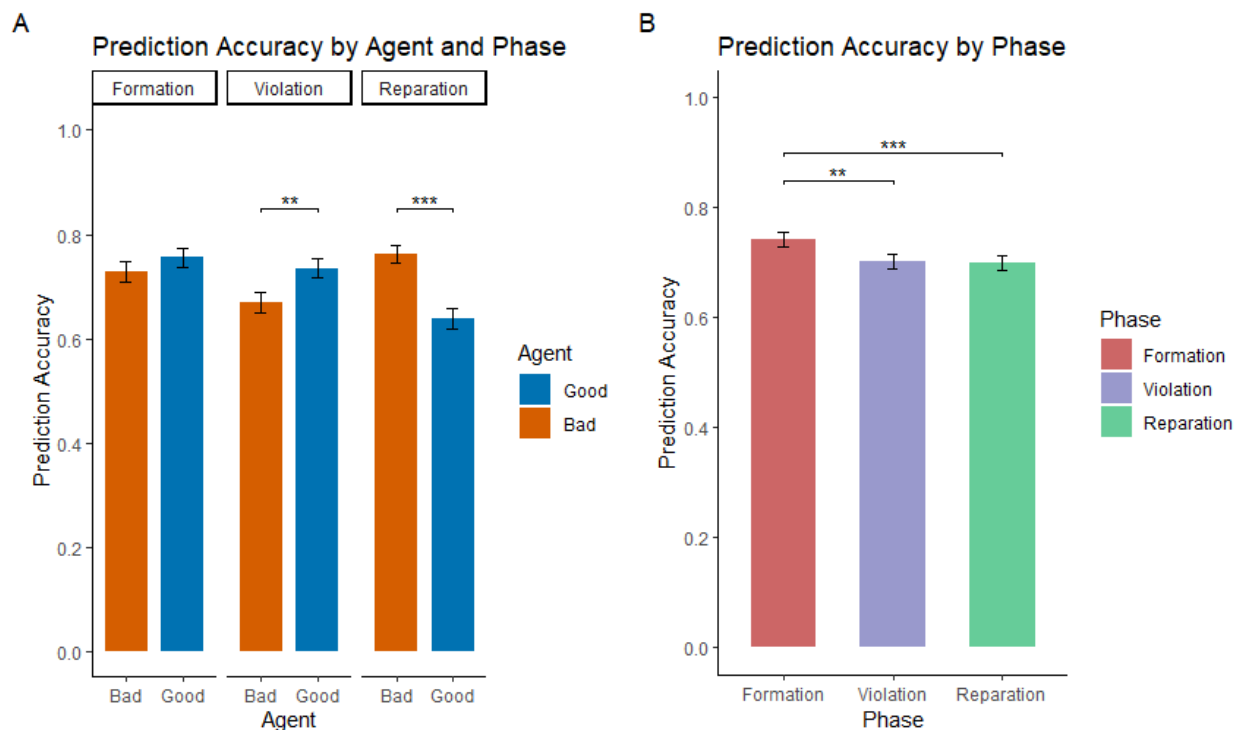 A
Prediction Accuracy by Agent and Phase
Formation
Violation
Reparation
1.0
0.8
0.6
0.4
0.2
0.0
Prediction Accuracy
**
***
Bad Good
Bad Good
Bad Good
Agent
Agent
Good
Bad
B
Prediction Accuracy by Phase
1.0
0.8
0.6
0.4
0.2
0.0
Prediction Accuracy
***
**
Formation Violation Reparation
Phase
Phase
Formation
Violation
Reparation